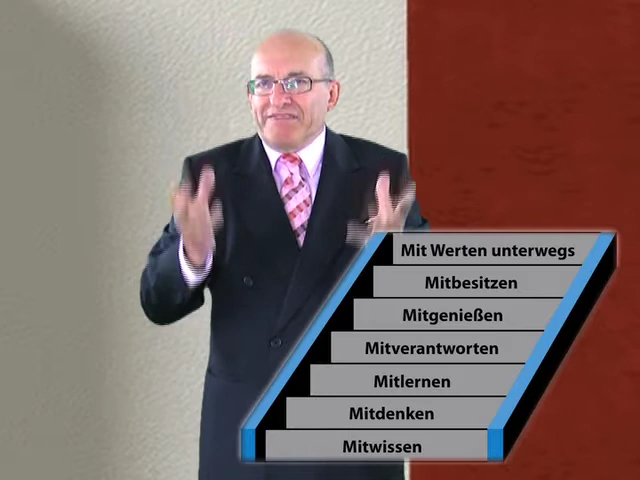 Mit Werten unterwegs
Mitbesitzen
Mitgenießen
Mitverantworten
Mitlernen
Mitdenken
Mitwissen